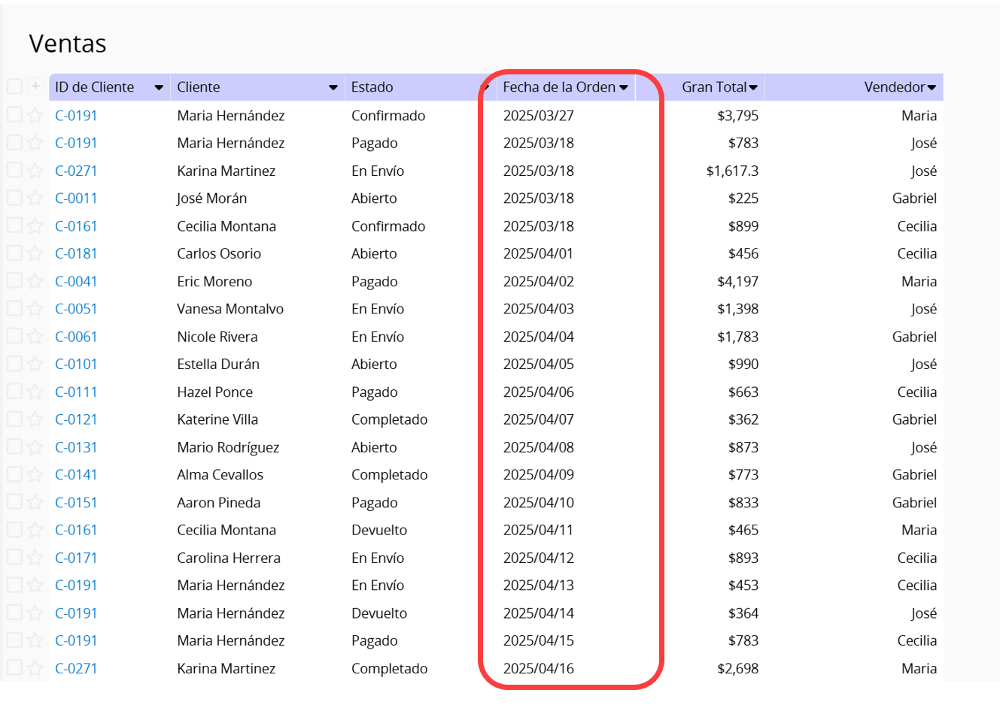 Ventas
ID de Cliente Cliente Estado Fecha de la Orden Gran Total Vendedor
C-0191 Maria Hernández Confirmado 2025/03/27 $3,795 Maria
C-0191 Maria Hernández Pagado 2025/03/18 $783 José
C-0271 Karina Martinez En Envío 2025/03/18 $1,617.3 José
C-0011 José Morán Abierto 2025/03/18 $225 Gabriel
C-0161 Cecilia Montana Confirmado 2025/03/18 $899 Cecilia
C-0181 Carlos Osorio Abierto 2025/04/01 $456 Cecilia
C-0041 Eric Moreno Pagado 2025/04/02 $4,197 Maria
C-0051 Vanesa Montalvo En Envío 2025/04/03 $1,398 José
C-0061 Nicole Rivera En Envío 2025/04/04 $1,783 Gabriel
C-0101 Estella Durán Abierto 2025/04/05 $990 José
C-0111 Hazel Ponce Pagado 2025/04/06 $663 Cecilia
C-0121 Katerine Villa Completado 2025/04/07 $362 Gabriel
C-0131 Mario Rodríguez Abierto 2025/04/08 $873 José
C-0141 Alma Cevallos Completado 2025/04/09 $773 Gabriel
C-0151 Aaron Pineda Pagado 2025/04/10 $833 Gabriel
C-0161 Cecilia Montana Devuelto 2025/04/11 $465 Maria
C-0171 Carolina Herrera En Envío 2025/04/12 $893 Cecilia
C-0191 Maria Hernández En Envío 2025/04/13 $453 Cecilia
C-0191 Maria Hernández Devuelto 2025/04/14 $364 José
C-0191 Maria Hernández Pagado 2025/04/15 $783 Cecilia
C-0271 Karina Martinez Completado 2025/04/16 $2,698 Maria